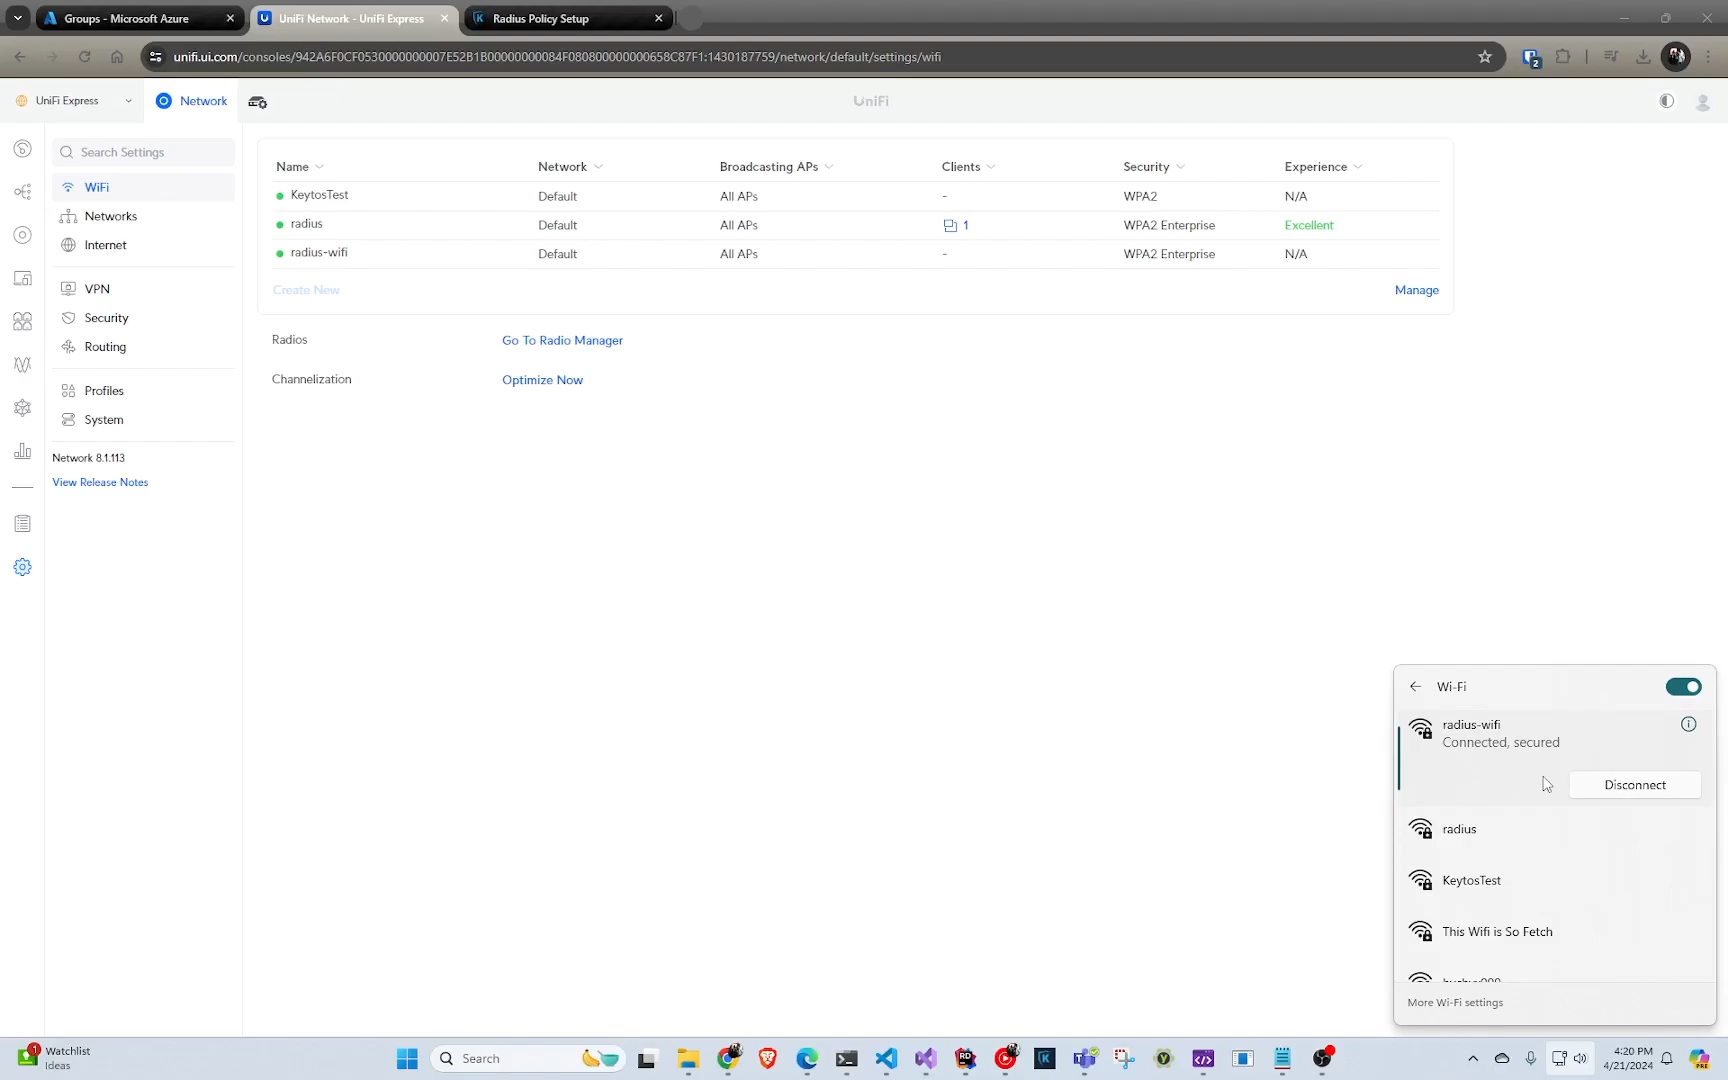 Groups - Microsoft Azure
UniFi Network - UniFi Express
Radius Policy Setup
unifi.ui.com/consoles/942A6F0CF0530000000007E52B1B00000000084F080800000000658C87F1:1430187759/network/default/settings/wifi
2
UniFi Express
Network
UniFi
Search Settings
WiFi
Networks
Internet
VPN
Security
Routing
Profiles
System
Network 8.1.113
View Release Notes
Name Network Broadcasting APs Clients Security Experience
KeytosTest Default All APs - WPA2 N/A
radius Default All APs 1 WPA2 Enterprise Excellent
radius-wifi Default All APs - WPA2 Enterprise N/A
Create New Manage
Radios Go To Radio Manager
Channelization Optimize Now
Wi-Fi
radius-wifi
Connected, secured
Disconnect
radius
KeytosTest
This Wifi is So Fetch
More Wi-Fi settings
1
Watchlist
Ideas
Search
4:20 PM
4/21/2024